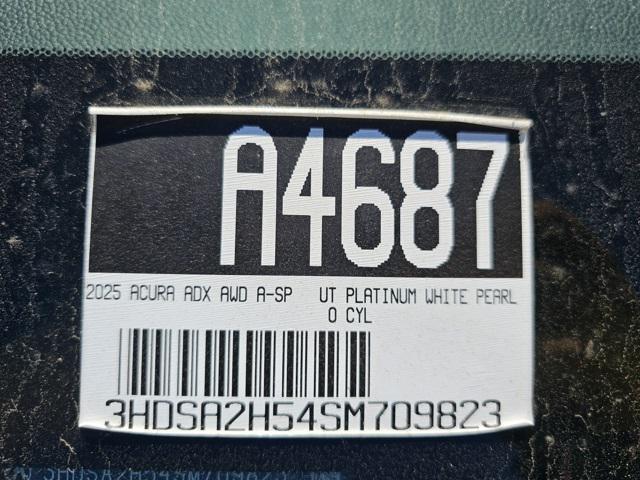 A4687
2025 ACURA ADX AWD A-SP UT PLATINUM WHITE PEARL
0 CYL
3HDSA2H54SM709823